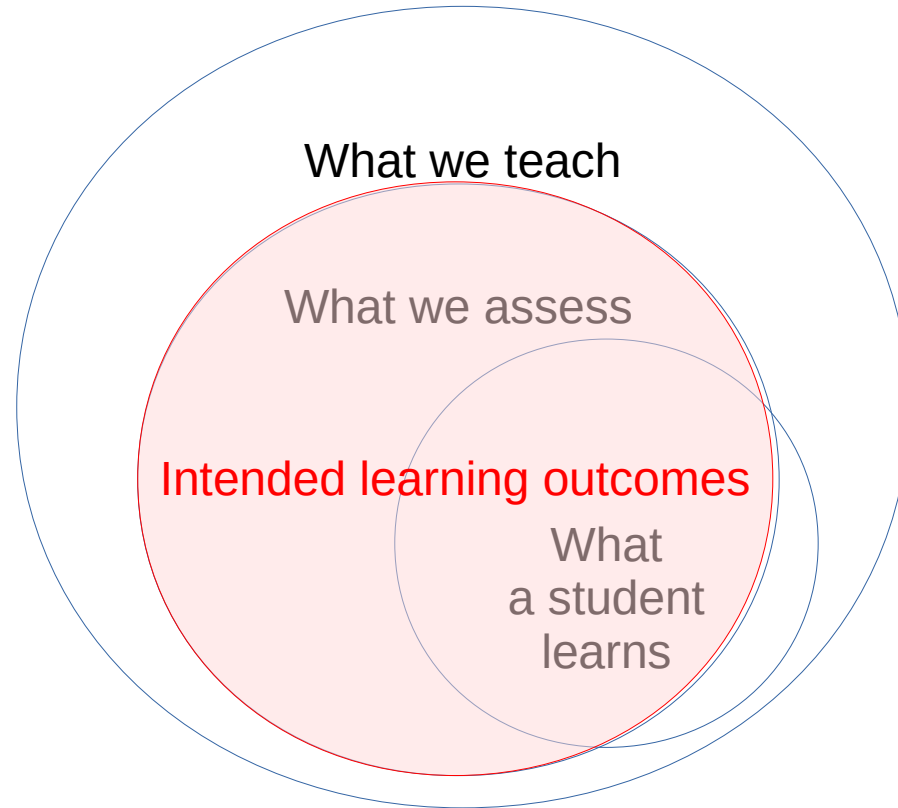 What we teach
What we assess
Intended learning outcomes
What
a student
learns